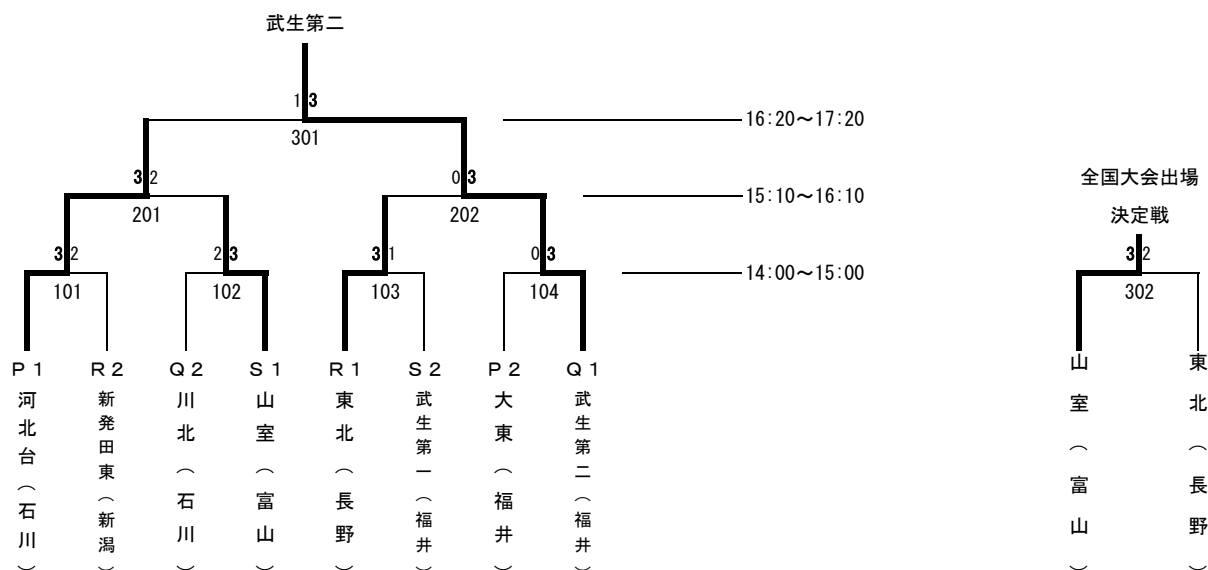 武生第二
1 3
301
16:20～17:20
3 2
201
0 3
202
15:10～16:10
3 2
101
2 3
102
3 1
103
0 3
104
14:00～15:00
Ｐ１
Ｒ２
Ｑ２
Ｓ１
Ｒ１
Ｓ２
Ｐ２
Ｑ１
河北台（石川）
新発田東（新潟）
川北（石川）
山室（富山）
東北（長野）
武生第一（福井）
大東（福井）
武生第二（福井）
全国大会出場
決定戦
3 2
302
山室（富山）
東北（長野）